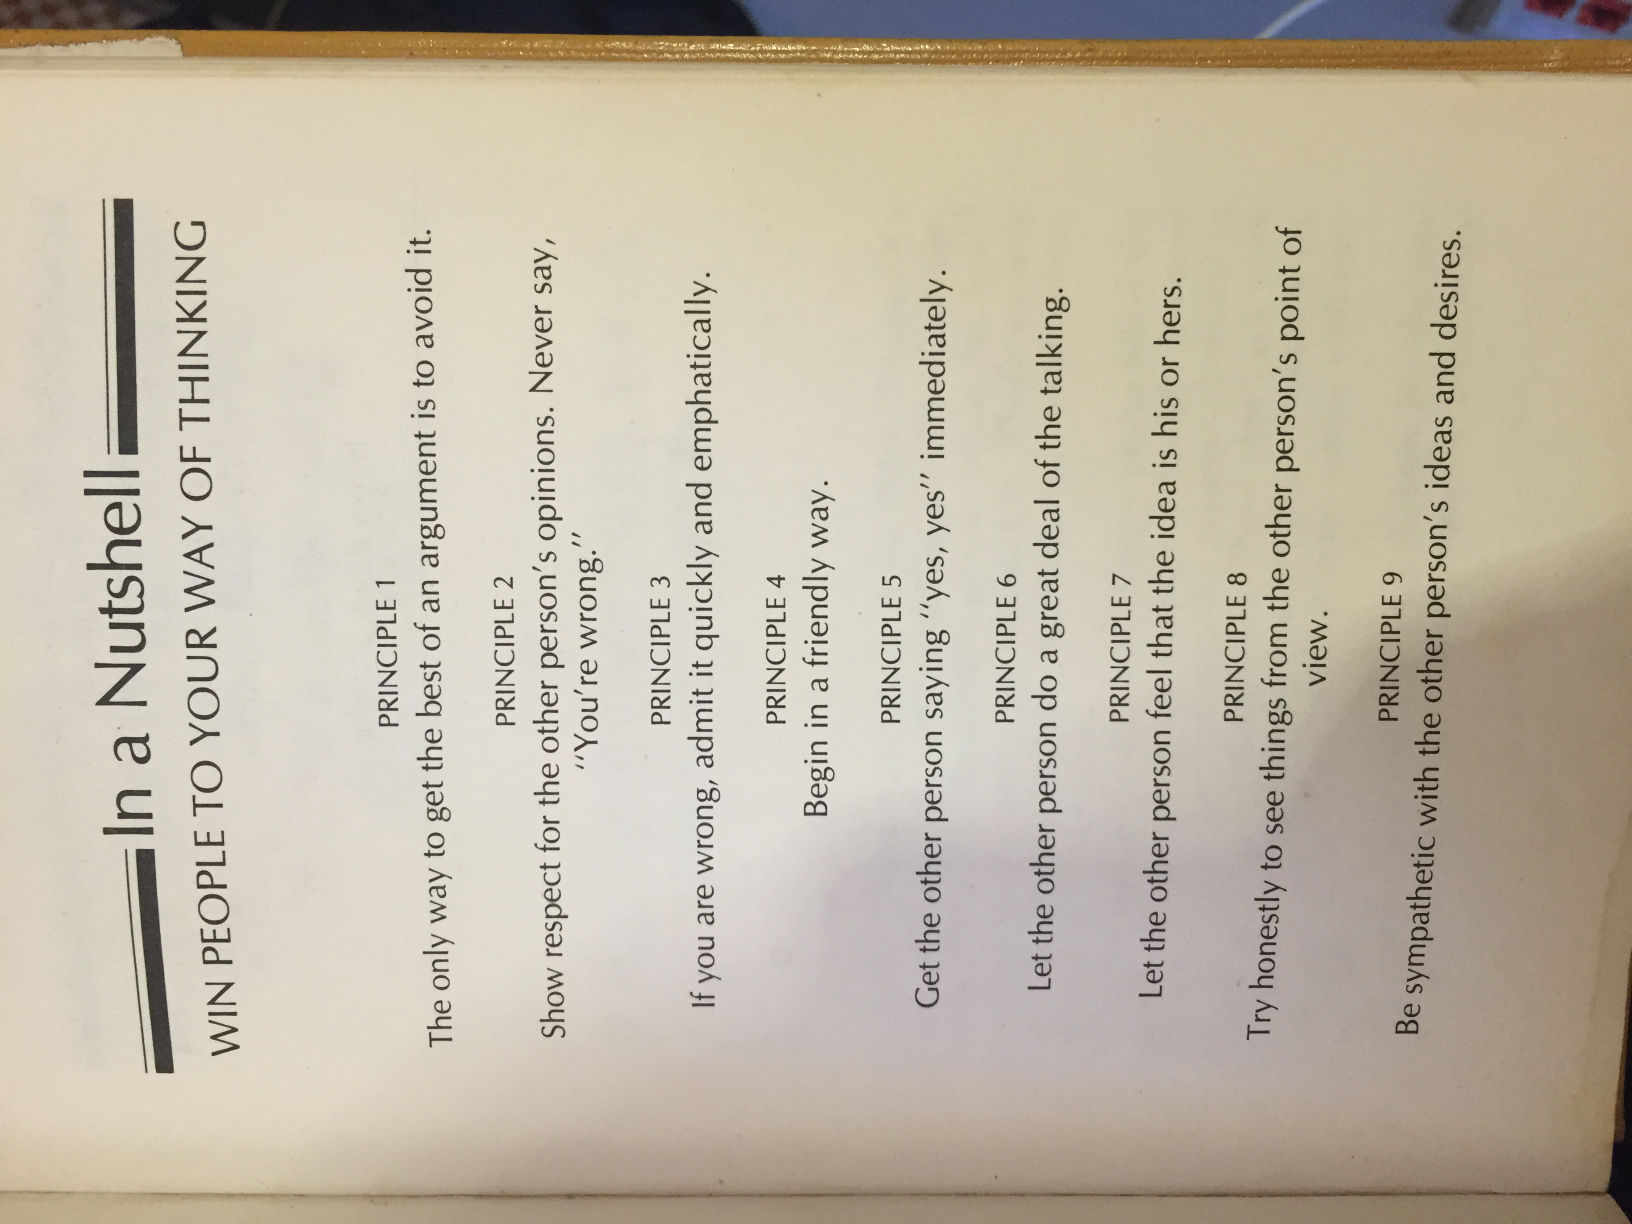 In a Nutshell
WIN PEOPLE TO YOUR WAY OF THINKING
PRINCIPLE 1
The only way to get the best of an argument is to avoid it.
PRINCIPLE 2
Show respect for the other person's opinions. Never say,
"You're wrong."
PRINCIPLE 3
If you are wrong, admit it quickly and emphatically.
PRINCIPLE 4
Begin in a friendly way.
PRINCIPLE 5
Get the other person saying "yes, yes" immediately.
PRINCIPLE 6
Let the other person do a great deal of the talking.
PRINCIPLE 7
Let the other person feel that the idea is his or hers.
PRINCIPLE 8
Try honestly to see things from the other person's point of
view.
PRINCIPLE 9
Be sympathetic with the other person's ideas and desires.